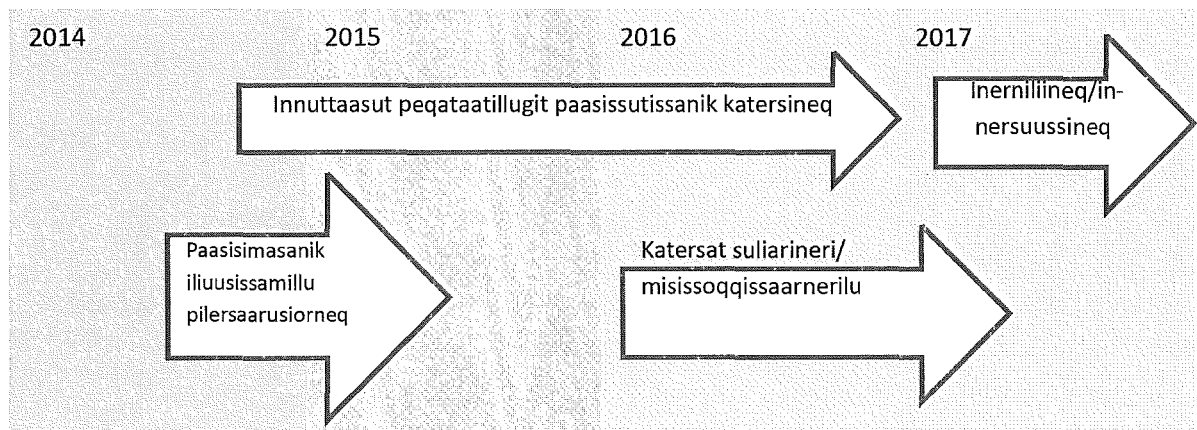 2014 2015 2016 2017
Innuttaasut peqataatillugit paasissutissanik katersineq
Inerniliineq/in-
nersuussineq
Paasisimasanik
iliuusissamillu
pilersaarusiorneq
Katersat suliarineri/
misissoqqissaarnerilu